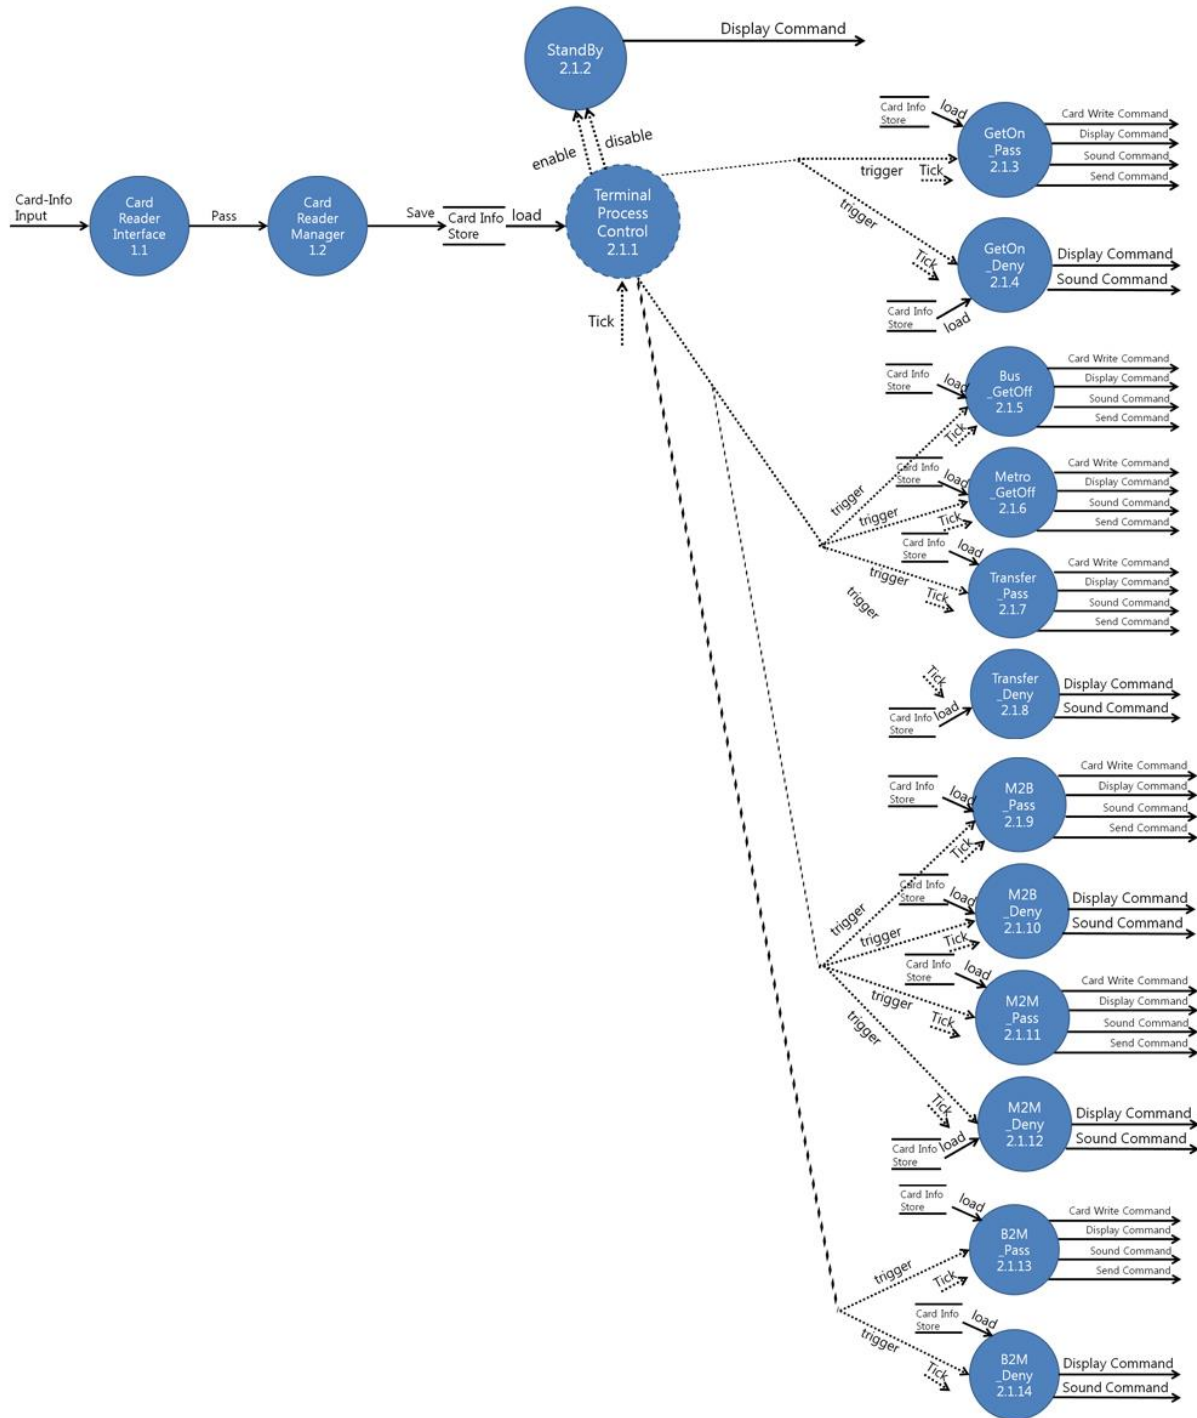 Display Command
StandBy
2.1.2
enable
disable
Card-Info
Input
Card
Reader
Interface
1.1
Pass
Card
Reader
Manager
1.2
Save
Card Info
Store
load
Terminal
Process
Control
2.1.1
Tick
Card Info
Store
load
trigger
Tick
GetOn
_Pass
2.1.3
Card Write Command
Display Command
Sound Command
Send Command
trigger
Tick
Card Info
Store
load
GetOn
_Deny
2.1.4
Display Command
Sound Command
Card Info
Store
load
trigger
Tick
Bus
_GetOff
2.1.5
Card Write Command
Display Command
Sound Command
Send Command
Card Info
Store
load
trigger
Tick
Metro
_GetOff
2.1.6
Card Write Command
Display Command
Sound Command
Send Command
Card Info
Store
load
trigger
Tick
Transfer
_Pass
2.1.7
Card Write Command
Display Command
Sound Command
Send Command
trigger
Tick
Card Info
Store
load
Transfer
_Deny
2.1.8
Display Command
Sound Command
Card Info
Store
load
trigger
Tick
M2B
_Pass
2.1.9
Card Write Command
Display Command
Sound Command
Send Command
Card Info
Store
load
trigger
Tick
M2B
_Deny
2.1.10
Display Command
Sound Command
Card Info
Store
load
trigger
Tick
M2M
_Pass
2.1.11
Card Write Command
Display Command
Sound Command
Send Command
trigger
Tick
Card Info
Store
load
M2M
_Deny
2.1.12
Display Command
Sound Command
Card Info
Store
load
trigger
Tick
B2M
_Pass
2.1.13
Card Write Command
Display Command
Sound Command
Send Command
Card Info
Store
load
trigger
Tick
B2M
_Deny
2.1.14
Display Command
Sound Command